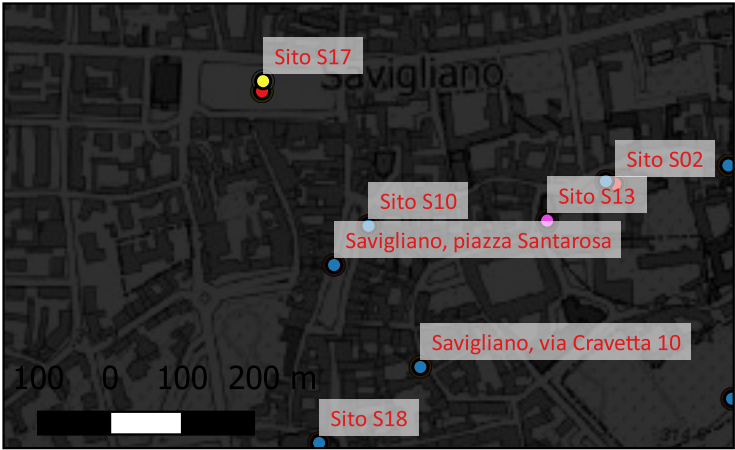 Sito S17
Savigliano
Sito S02
Sito S13
Sito S10
Savigliano, piazza Santarosa
Savigliano, via Cravetta 10
100 0 100 200 m
Sito S18